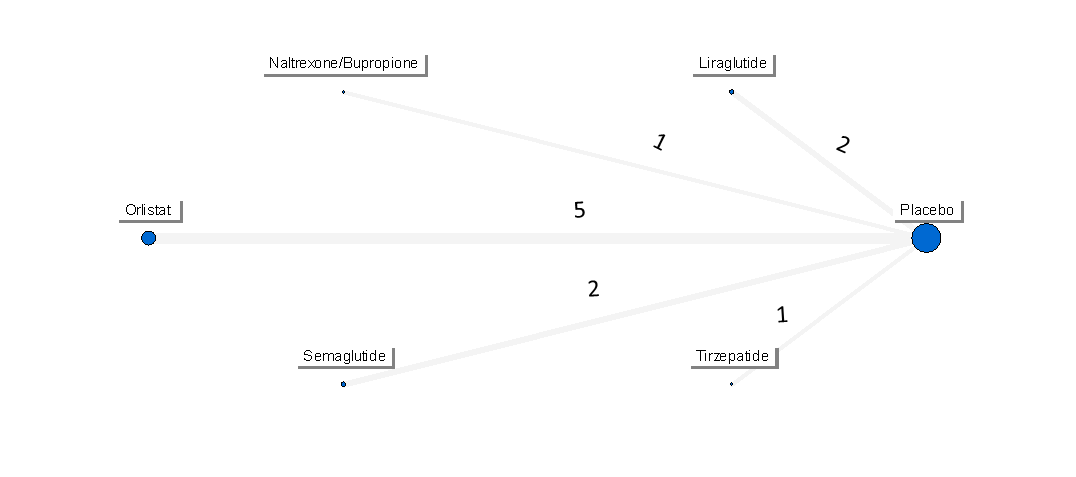 Naltrexone/Bupropione
Liraglutide
1
2
Orlistat
5
Placebo
2
1
Semaglutide
Tirzepatide